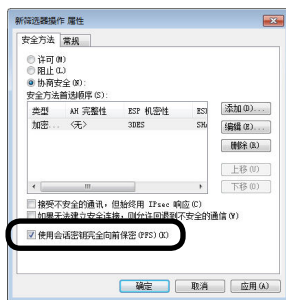 新筛选器操作 属性
安全方法 常规
许可(M)
阻止(L)
协商安全(N):
安全方法首选顺序(S):
类型 AH 完整性 ESP 机密性 ESI
加密... <无> 3DES SHA
添加(D)...
编辑(E)...
删除(R)
上移(U)
下移(O)
接受不安全的通讯，但始终用 IPsec 响应(C)
如果无法建立安全连接，则允许回退到不安全的通信(W)
使用会话密钥完全向前保密(PFS)(K)
确定 取消 应用(A)